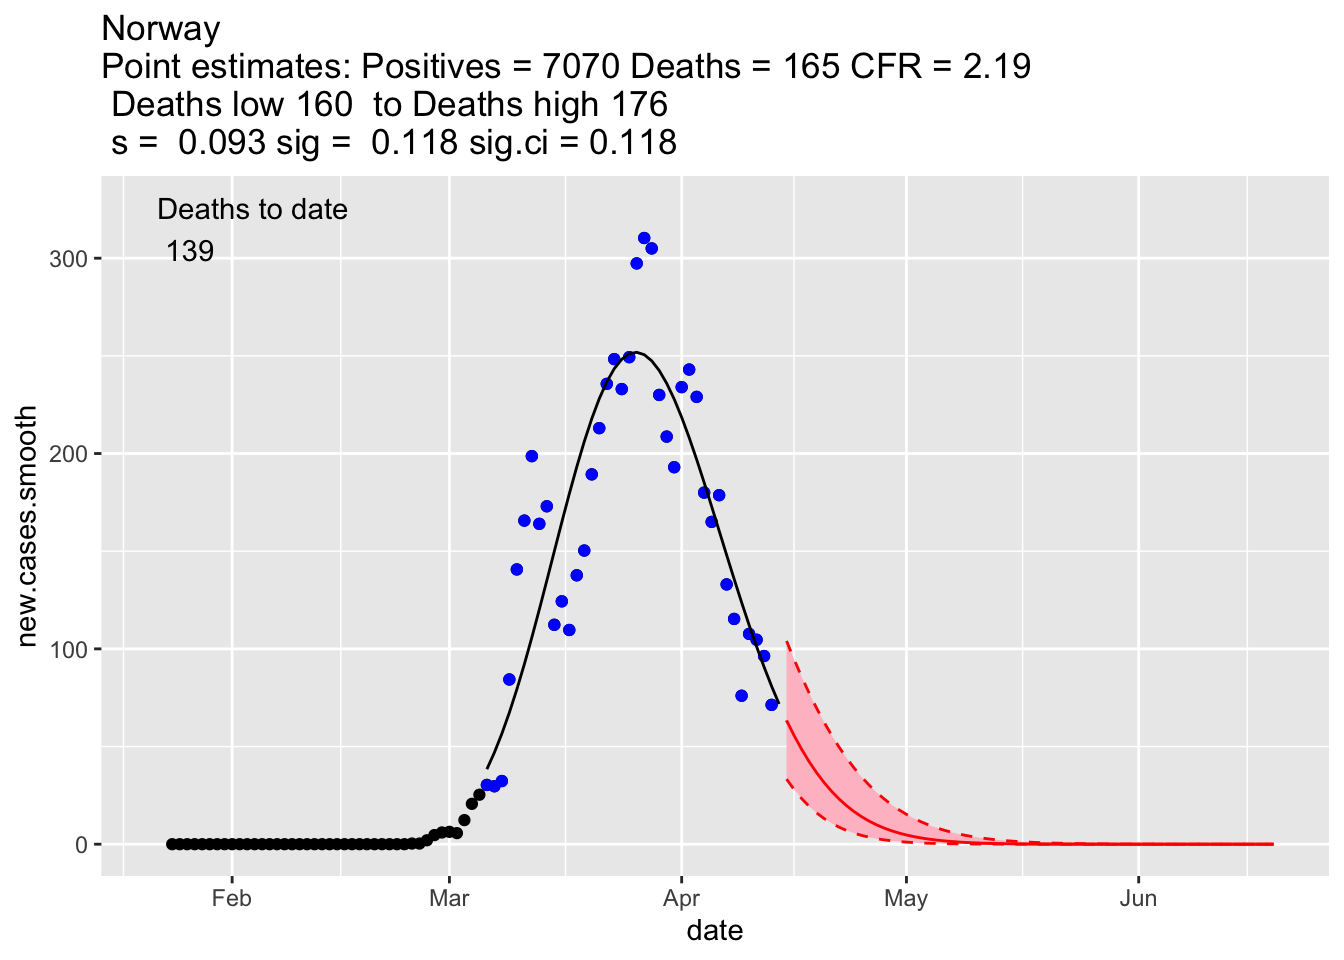 Norway
Point estimates: Positives = 7070 Deaths = 165 CFR = 2.19
Deaths low 160  to Deaths high 176
s =  0.093 sig =  0.118 sig.ci = 0.118
Deaths to date
139
300
200
100
0
new.cases.smooth
Feb Mar Apr May Jun
date